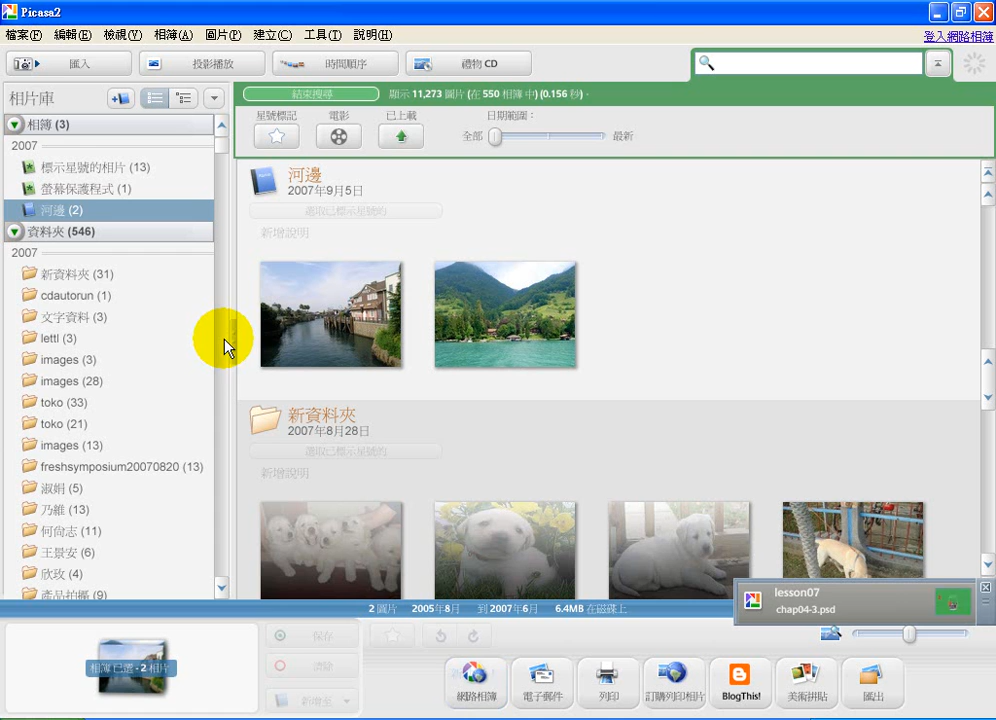 Picasa2
檔案(F) 編輯(E) 檢視(V) 相簿(A) 圖片(P) 建立(C) 工具(T) 說明(H)
登入網路相簿
匯入 投影播放 時間順序 禮物 CD
相片庫
結束搜尋 顯示 11,273 圖片 (在 550 相簿 中) (0.156 秒)。
星號標記 電影 已上載 日期範圍：
全部 最新
相簿 (3)
2007
標示星號的相片 (13)
螢幕保護程式 (1)
河邊 (2)
資料夾 (546)
2007
新資料夾 (31)
cdautorun (1)
文字資料 (3)
lettl (3)
images (3)
images (28)
toko (33)
toko (21)
images (13)
freshsymposium20070820 (13)
淑娟 (5)
乃維 (13)
何尚志 (11)
王景安 (6)
欣玫 (4)
產品拍攝 (9)
河邊
2007年9月5日
選取已標示星號的
新增說明
新資料夾
2007年8月28日
選取已標示星號的
新增說明
lesson07
chap04-3.psd
2 圖片 2005年8月 到 2007年6月 6.4MB 在磁碟上
相簿 已選 - 2 相片
保存
清除
新增至
網路相簿 電子郵件 列印 訂購列印相片 BlogThis! 美術拼貼 匯出